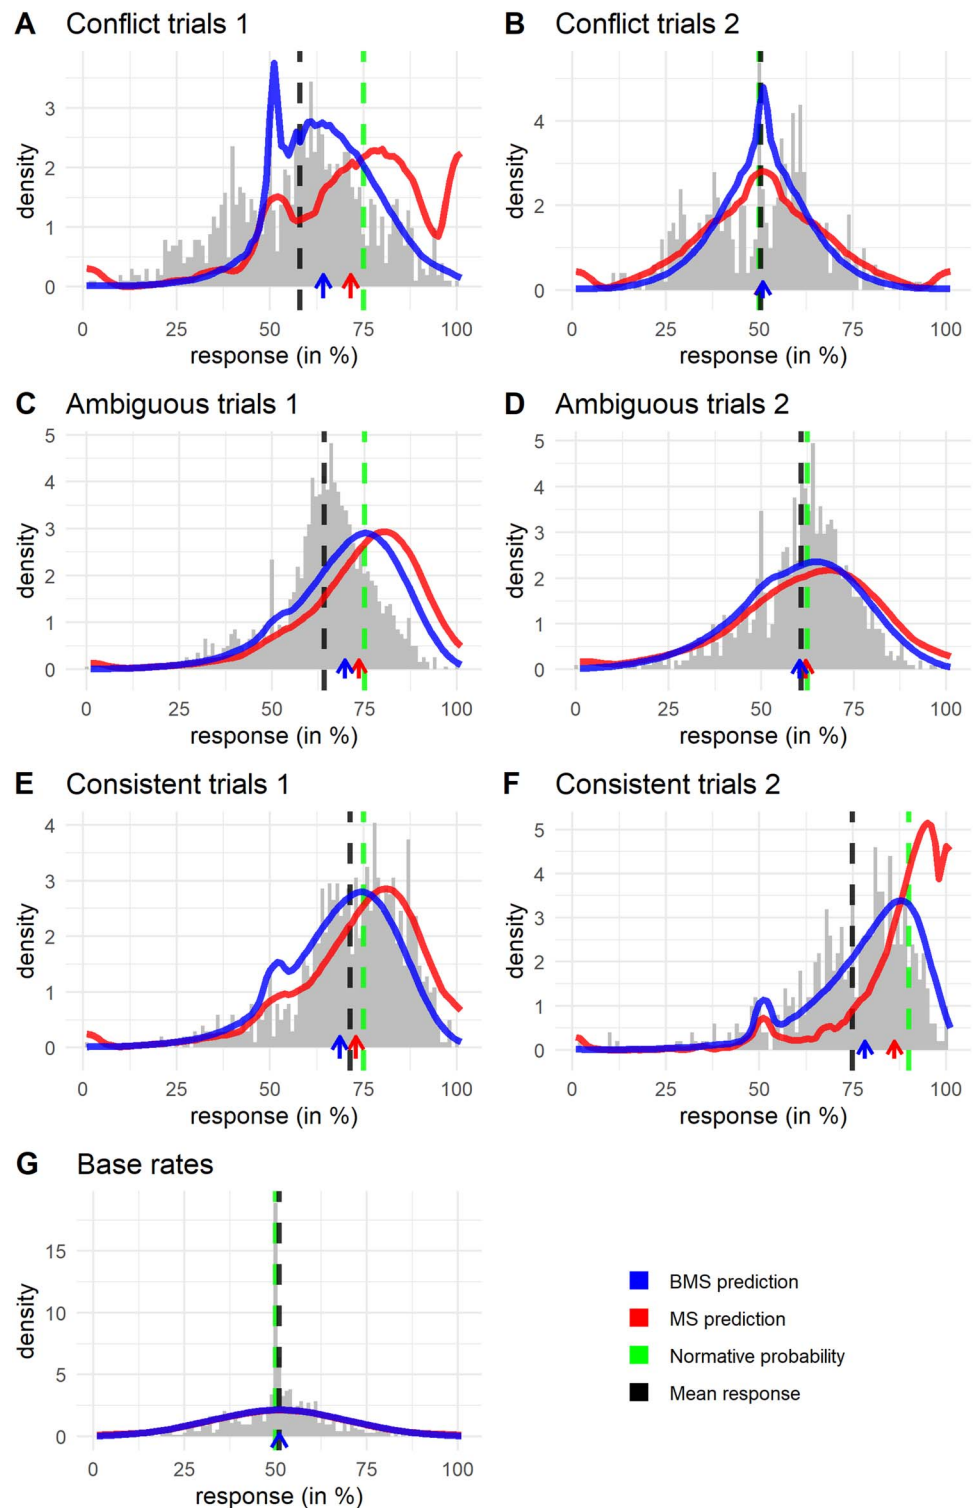 A Conflict trials 1
3
2
1
0
density
0 25 50 75 100
response (in %)
B Conflict trials 2
4
2
0
density
0 25 50 75 100
response (in %)
C Ambiguous trials 1
5
4
3
2
1
0
density
0 25 50 75 100
response (in %)
D Ambiguous trials 2
5
4
3
2
1
0
density
0 25 50 75 100
response (in %)
E Consistent trials 1
4
3
2
1
0
density
0 25 50 75 100
response (in %)
F Consistent trials 2
5
4
3
2
1
0
density
0 25 50 75 100
response (in %)
G Base rates
15
10
5
0
density
0 25 50 75 100
response (in %)
BMS prediction
MS prediction
Normative probability
Mean response